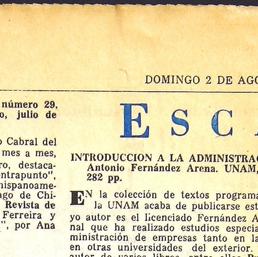 DOMINGO 2 DE AGO
número 29,
o, julio de
ESCA
o Cabral del
mes a mes,
ro, destaca-
entrapunto",
hispanoame-
ago de Chi-
Revista de
Ferreira y
", por Ana
INTRODUCCION A LA ADMINISTRAC
Antonio Fernández Arena. UNAM,
282 pp.
EN la colección de textos programa
la UNAM acaba de publicarse est
yo autor es el licenciado Fernández A
nal que ha realizado estudios especia
ministración de empresas tanto en la
en otras universidades del exterior.